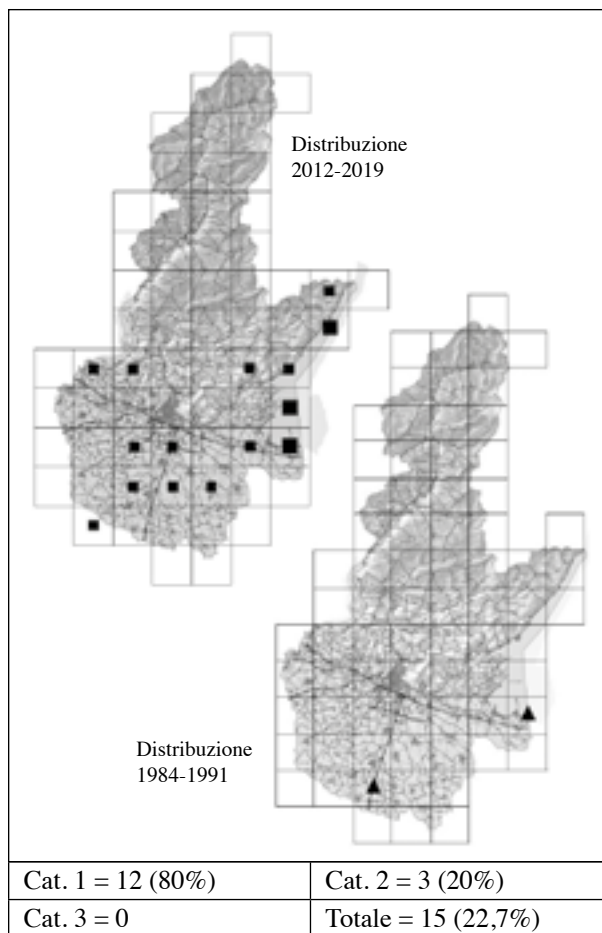 Distribuzione
2012-2019
Distribuzione
1984-1991
Cat. 1 = 12 (80%)
Cat. 2 = 3 (20%)
Cat. 3 = 0
Totale = 15 (22,7%)